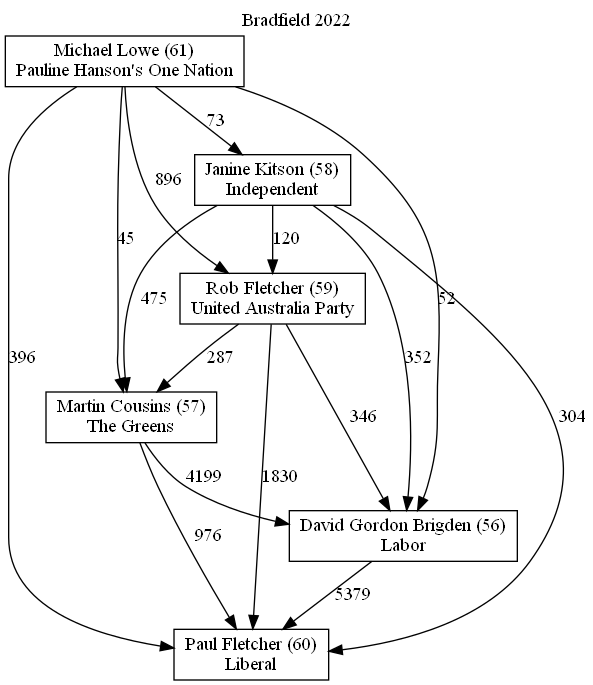 Bradfield 2022
Michael Lowe (61)
Pauline Hanson's One Nation
73
Janine Kitson (58)
Independent
896
45
120
Rob Fletcher (59)
United Australia Party
475
52
396
287
352
Martin Cousins (57)
The Greens
346
304
4199
1830
976
David Gordon Brigden (56)
Labor
5379
Paul Fletcher (60)
Liberal